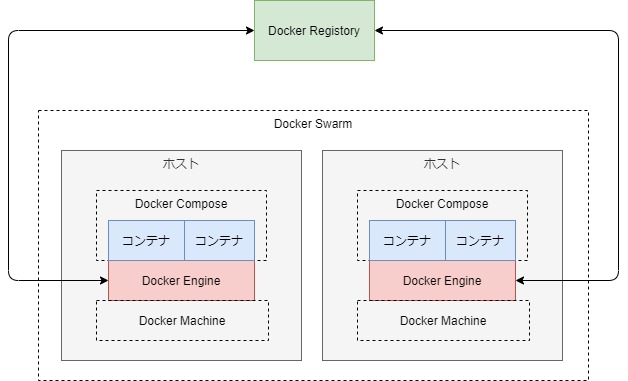 Docker Registory
Docker Swarm
ホスト
Docker Compose
コンテナ
コンテナ
Docker Engine
Docker Machine
ホスト
Docker Compose
コンテナ
コンテナ
Docker Engine
Docker Machine